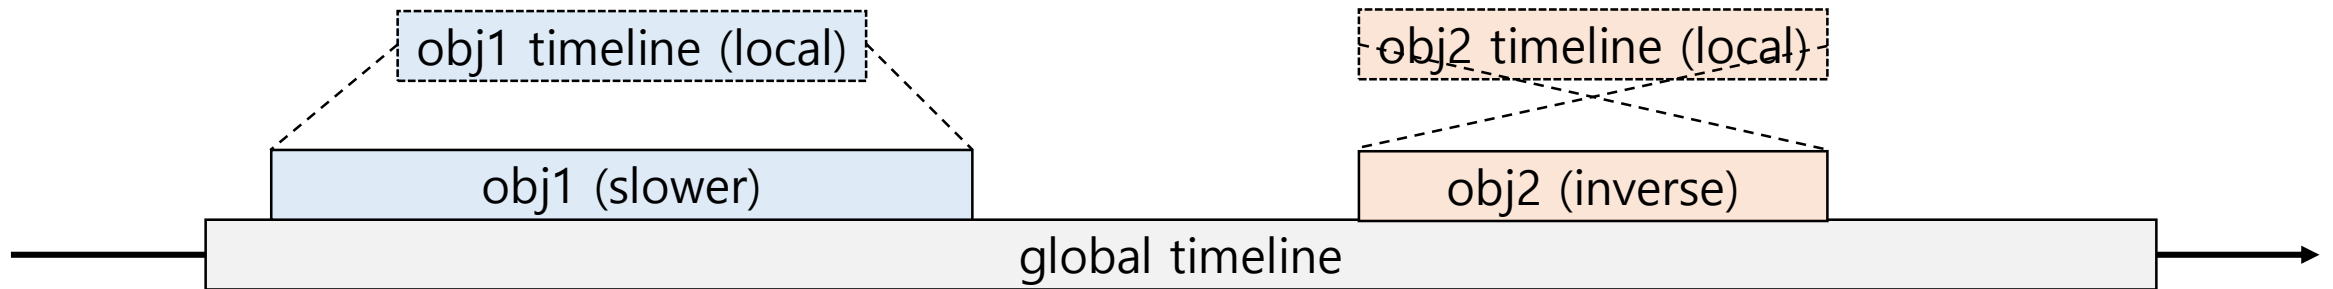 obj1 timeline (local)
obj2 timeline (local)
obj1 (slower)
obj2 (inverse)
global timeline